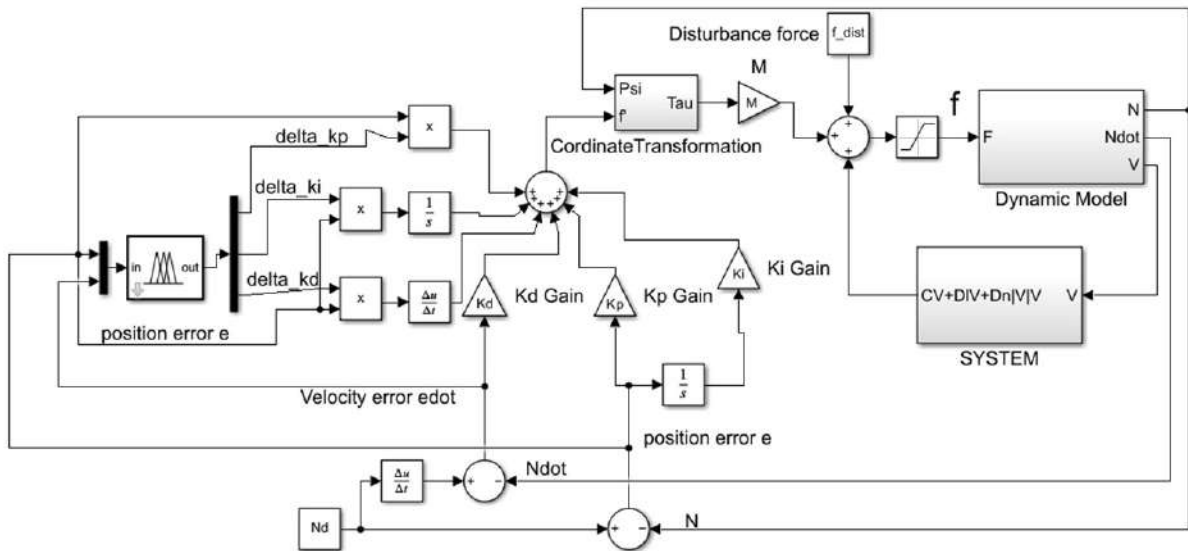 Disturbance force
f_dist
M
Psi
f
Tau
M
CordinateTransformation
+
+
+
f
F
N
Ndot
V
Dynamic Model
x
delta_kp
delta_ki
x
1
s
+
+
+
+
+
+
in
out
delta_kd
x
Δu
Δt
Kd
Kd Gain
Kp
Kp Gain
Ki
Ki Gain
CV+DlV+Dn|V|V
V
SYSTEM
position error e
1
s
Velocity error edot
position error e
Δu
Δt
+
−
Ndot
Nd
+
−
N